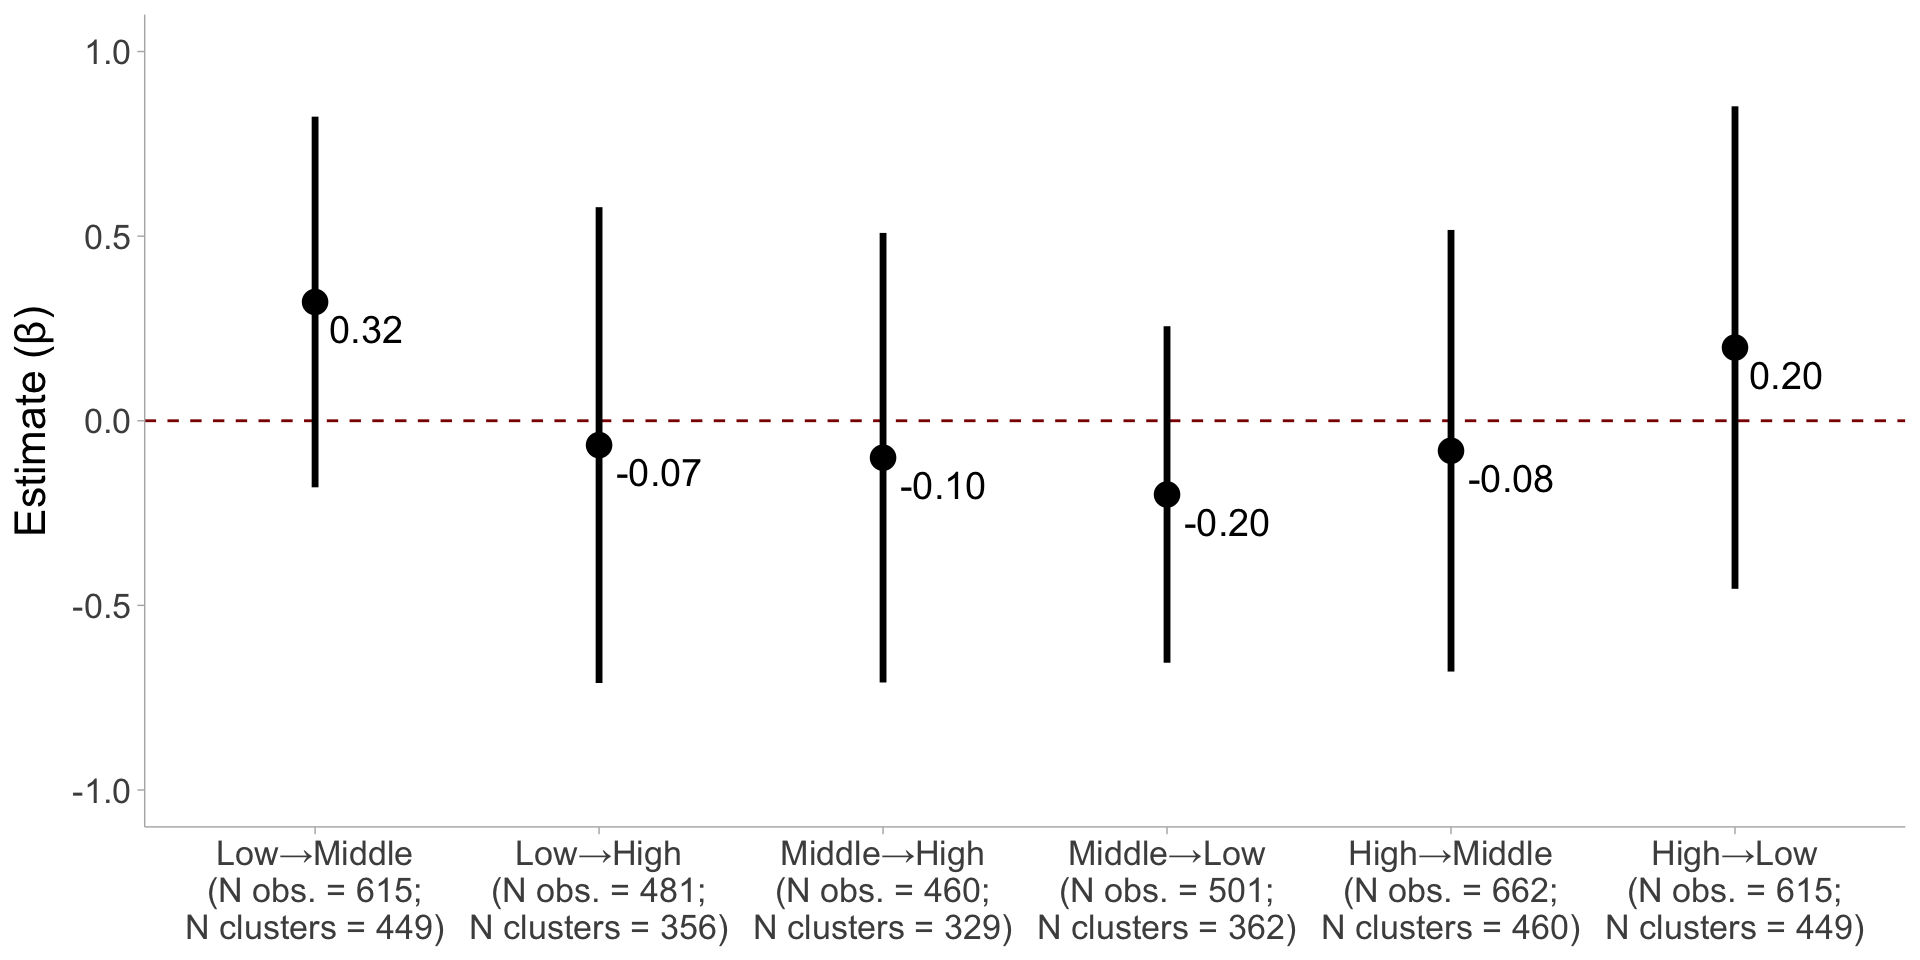 1.0
0.5
0.0
-0.5
-1.0
Estimate (β)
0.32
-0.07
-0.10
-0.20
-0.08
0.20
Low→Middle
(N obs. = 615;
N clusters = 449)
Low→High
(N obs. = 481;
N clusters = 356)
Middle→High
(N obs. = 460;
N clusters = 329)
Middle→Low
(N obs. = 501;
N clusters = 362)
High→Middle
(N obs. = 662;
N clusters = 460)
High→Low
(N obs. = 615;
N clusters = 449)